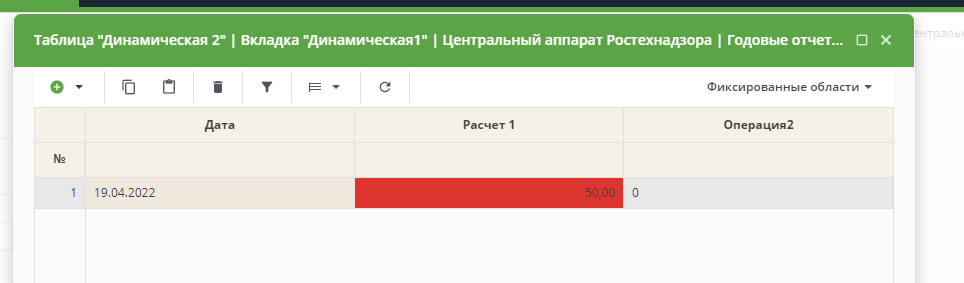 Таблица "Динамическая 2" | Вкладка "Динамическая1" | Центральный аппарат Ростехнадзора | Годовые отчет...
Фиксированные области
Дата Расчет 1 Операция2
№
1 19.04.2022 50,00 0